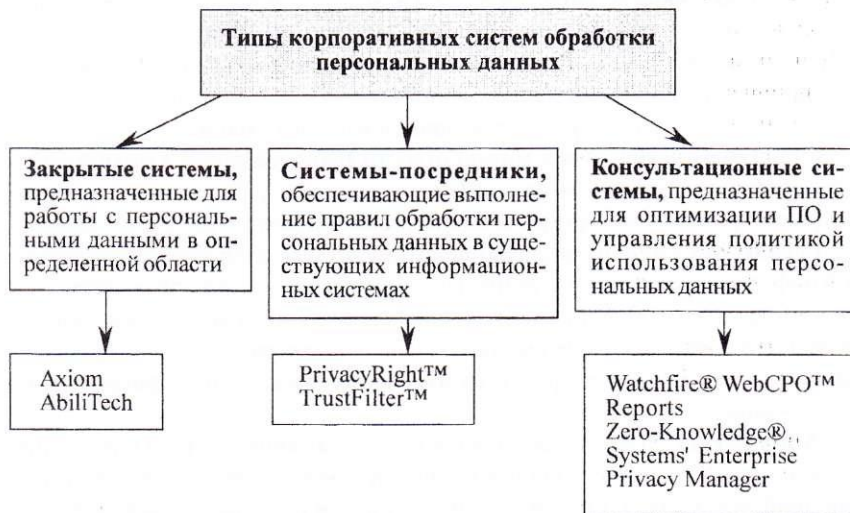 Типы корпоративных систем обработки
персональных данных
Закрытые системы,
предназначенные для
работы с персональ-
ными данными в оп-
ределенной области
Системы-посредники,
обеспечивающие выполне-
ние правил обработки пер-
сональных данных в суще-
ствующих информацион-
ных системах
Консультационные си-
стемы, предназначенные
для оптимизации ПО и
управления политикой
использования персо-
нальных данных
Axiom
AbiliTech
PrivacyRight™
TrustFilter™
Watchfire® WebCPO™
Reports
Zero-Knowledge®
Systems' Enterprise
Privacy Manager